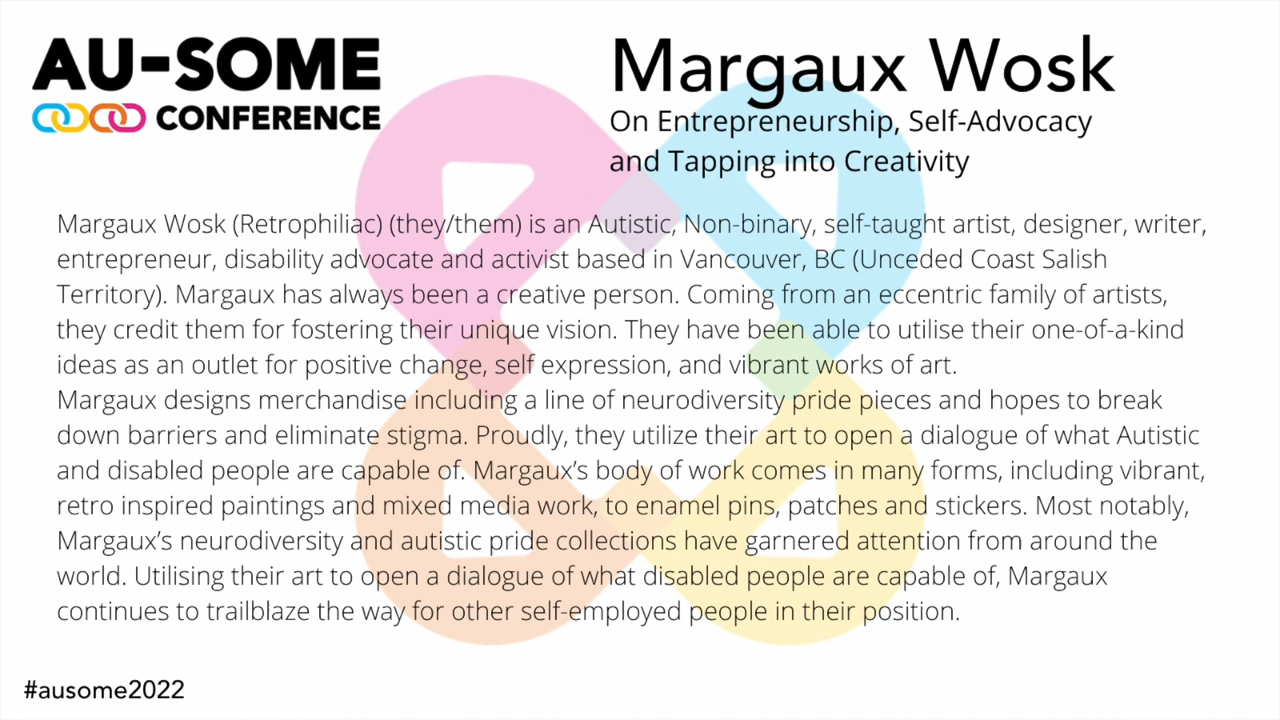 AU-SOME
CONFERENCE
Margaux Wosk
On Entrepreneurship, Self-Advocacy
and Tapping into Creativity
Margaux Wosk (Retrophiliac) (they/them) is an Autistic, Non-binary, self-taught artist, designer, writer,
entrepreneur, disability advocate and activist based in Vancouver, BC (Unceded Coast Salish
Territory). Margaux has always been a creative person. Coming from an eccentric family of artists,
they credit them for fostering their unique vision. They have been able to utilise their one-of-a-kind
ideas as an outlet for positive change, self expression, and vibrant works of art.
Margaux designs merchandise including a line of neurodiversity pride pieces and hopes to break
down barriers and eliminate stigma. Proudly, they utilize their art to open a dialogue of what Autistic
and disabled people are capable of. Margaux’s body of work comes in many forms, including vibrant,
retro inspired paintings and mixed media work, to enamel pins, patches and stickers. Most notably,
Margaux’s neurodiversity and autistic pride collections have garnered attention from around the
world. Utilising their art to open a dialogue of what disabled people are capable of, Margaux
continues to trailblaze the way for other self-employed people in their position.
#ausome2022